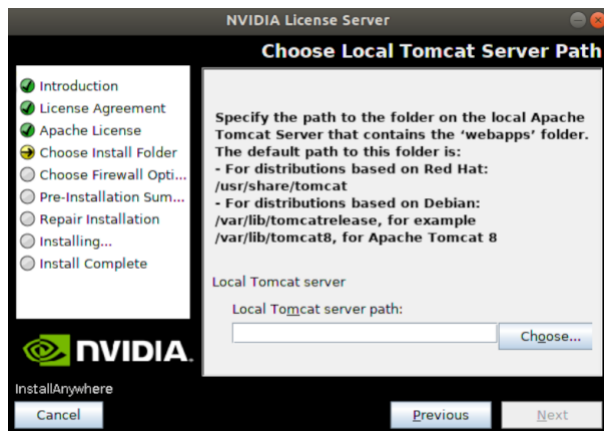 NVIDIA License Server
Choose Local Tomcat Server Path
Introduction
License Agreement
Apache License
Choose Install Folder
Choose Firewall Opti...
Pre-Installation Sum...
Repair Installation
Installing...
Install Complete
Specify the path to the folder on the local Apache
Tomcat Server that contains the 'webapps' folder.
The default path to this folder is:
- For distributions based on Red Hat:
/usr/share/tomcat
- For distributions based on Debian:
/var/lib/tomcatrelease, for example
/var/lib/tomcat8, for Apache Tomcat 8
Local Tomcat server
Local Tomcat server path:
Choose...
NVIDIA.
InstallAnywhere
Cancel
Previous
Next